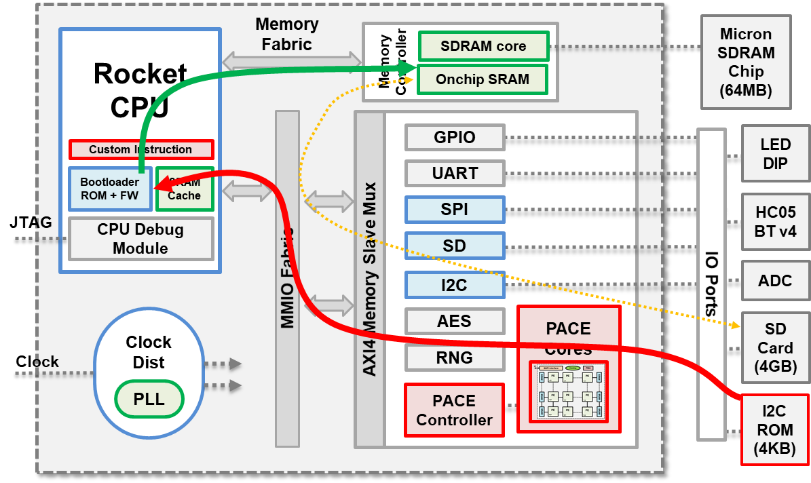 Memory
Fabric
Rocket
CPU
Custom Instruction
Bootloader
ROM + FW
Cache
CPU Debug
Module
JTAG
Clock
Clock
Dist
PLL
MMIO Fabric
Memory
Controller
SDRAM core
Onchip SRAM
AXI4 Memory Slave Mux
GPIO
UART
SPI
SD
I2C
AES
RNG
PACE
Controller
PACE
Cores
IO Ports
Micron
SDRAM
Chip
(64MB)
LED
DIP
HC05
BT v4
ADC
SD
Card
(4GB)
I2C
ROM
(4KB)